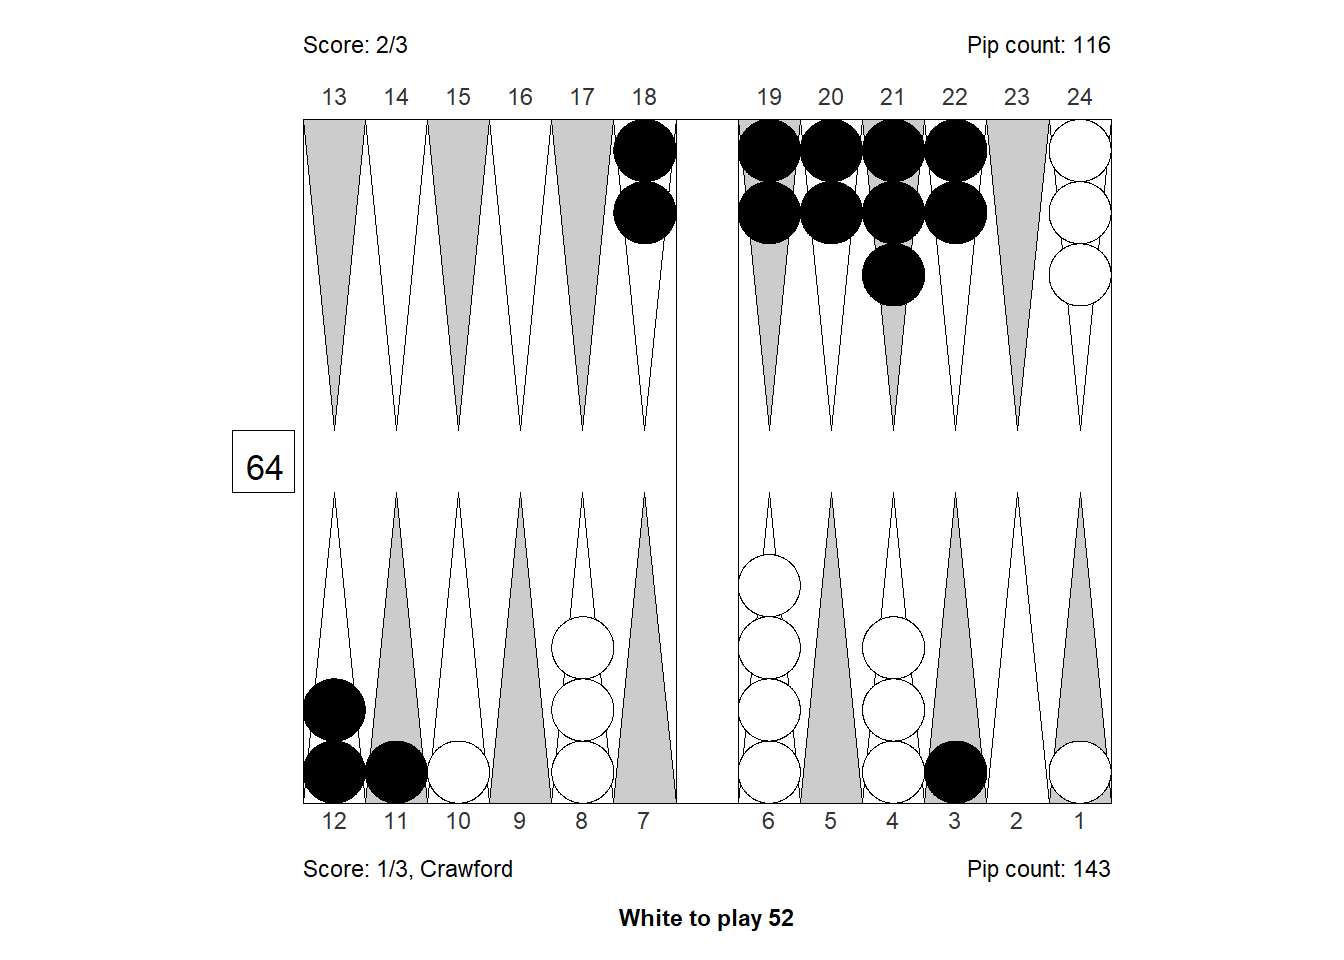 Score: 2/3 Pip count: 116
13 14 15 16 17 18 19 20 21 22 23 24
64
12 11 10 9 8 7 6 5 4 3 2 1
Score: 1/3, Crawford Pip count: 143
White to play 52